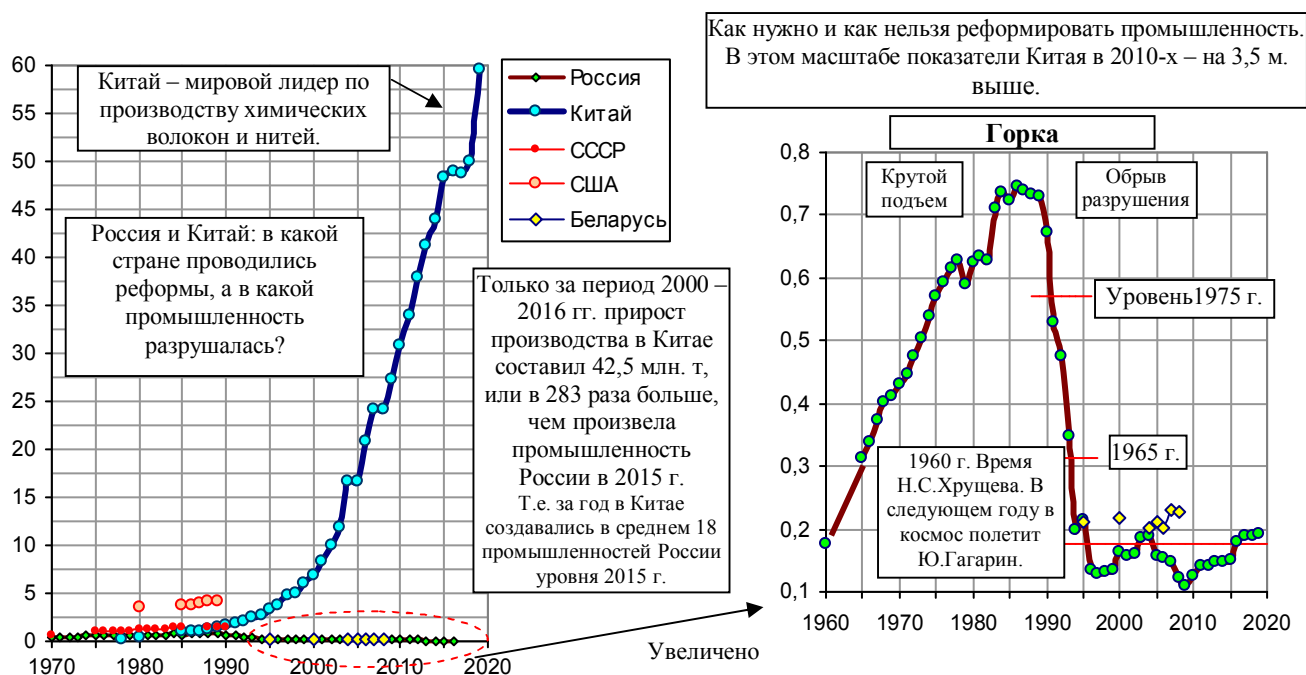 Китай – мировой лидер по
производству химических
волокон и нитей.
Россия и Китай: в какой
стране проводились
реформы, а в какой
промышленность
разрушалась?
60
55
50
45
40
35
30
25
20
15
10
5
0
1970
1980
1990
2000
2010
2020
Россия
Китай
СССР
США
Беларусь
Только за период 2000 –
2016 гг. прирост
производства в Китае
составил 42,5 млн. т,
или в 283 раза больше,
чем произвела
промышленность
России в 2015 г.
Т.е. за год в Китае
создавались в среднем 18
промышленностей России
уровня 2015 г.
Увеличено
Как нужно и как нельзя реформировать промышленность.
В этом масштабе показатели Китая в 2010-х – на 3,5 м.
выше.
Горка
0,8
0,7
0,6
0,5
0,4
0,3
0,2
0,1
Крутой
подъем
Обрыв
разрушения
Уровень1975 г.
1965 г.
1960 г. Время
Н.С.Хрущева. В
следующем году в
космос полетит
Ю.Гагарин.
1960
1970
1980
1990
2000
2010
2020